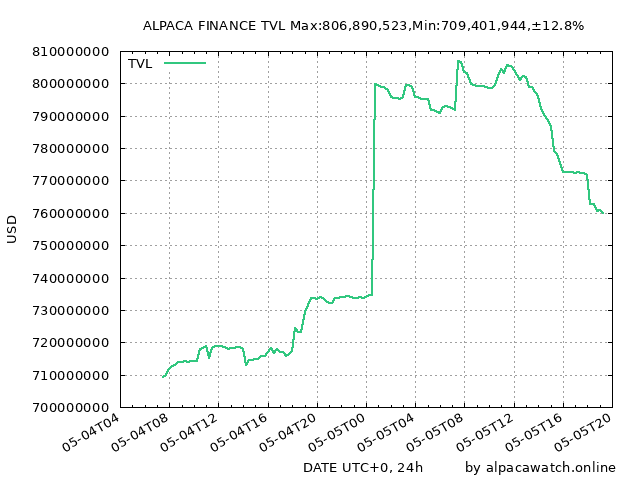 ALPACA FINANCE TVL Max:806,890,523,Min:709,401,944,±12.8%
810000000
TVL
800000000
790000000
780000000
770000000
760000000
USD
750000000
740000000
730000000
720000000
710000000
700000000
05-04T04
05-04T08
05-04T12
05-04T16
05-04T20
05-05T00
05-05T04
05-05T08
05-05T12
05-05T16
05-05T20
DATE UTC+0, 24h
by alpacawatch.online